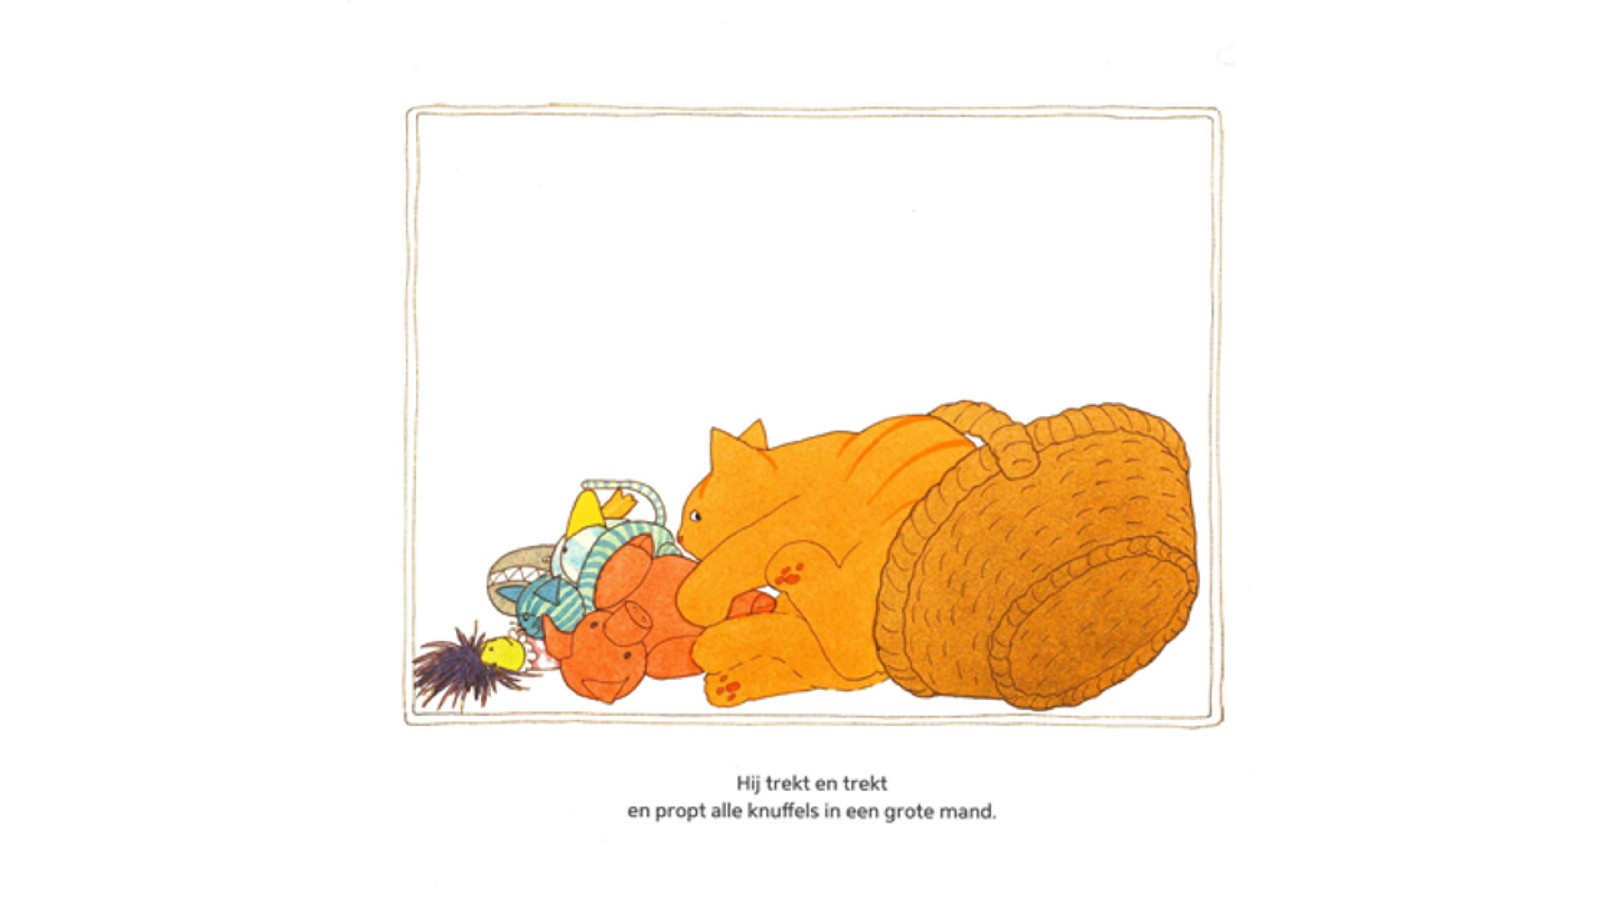 Hij trekt en trekt
en propt alle knuffels in een grote mand.